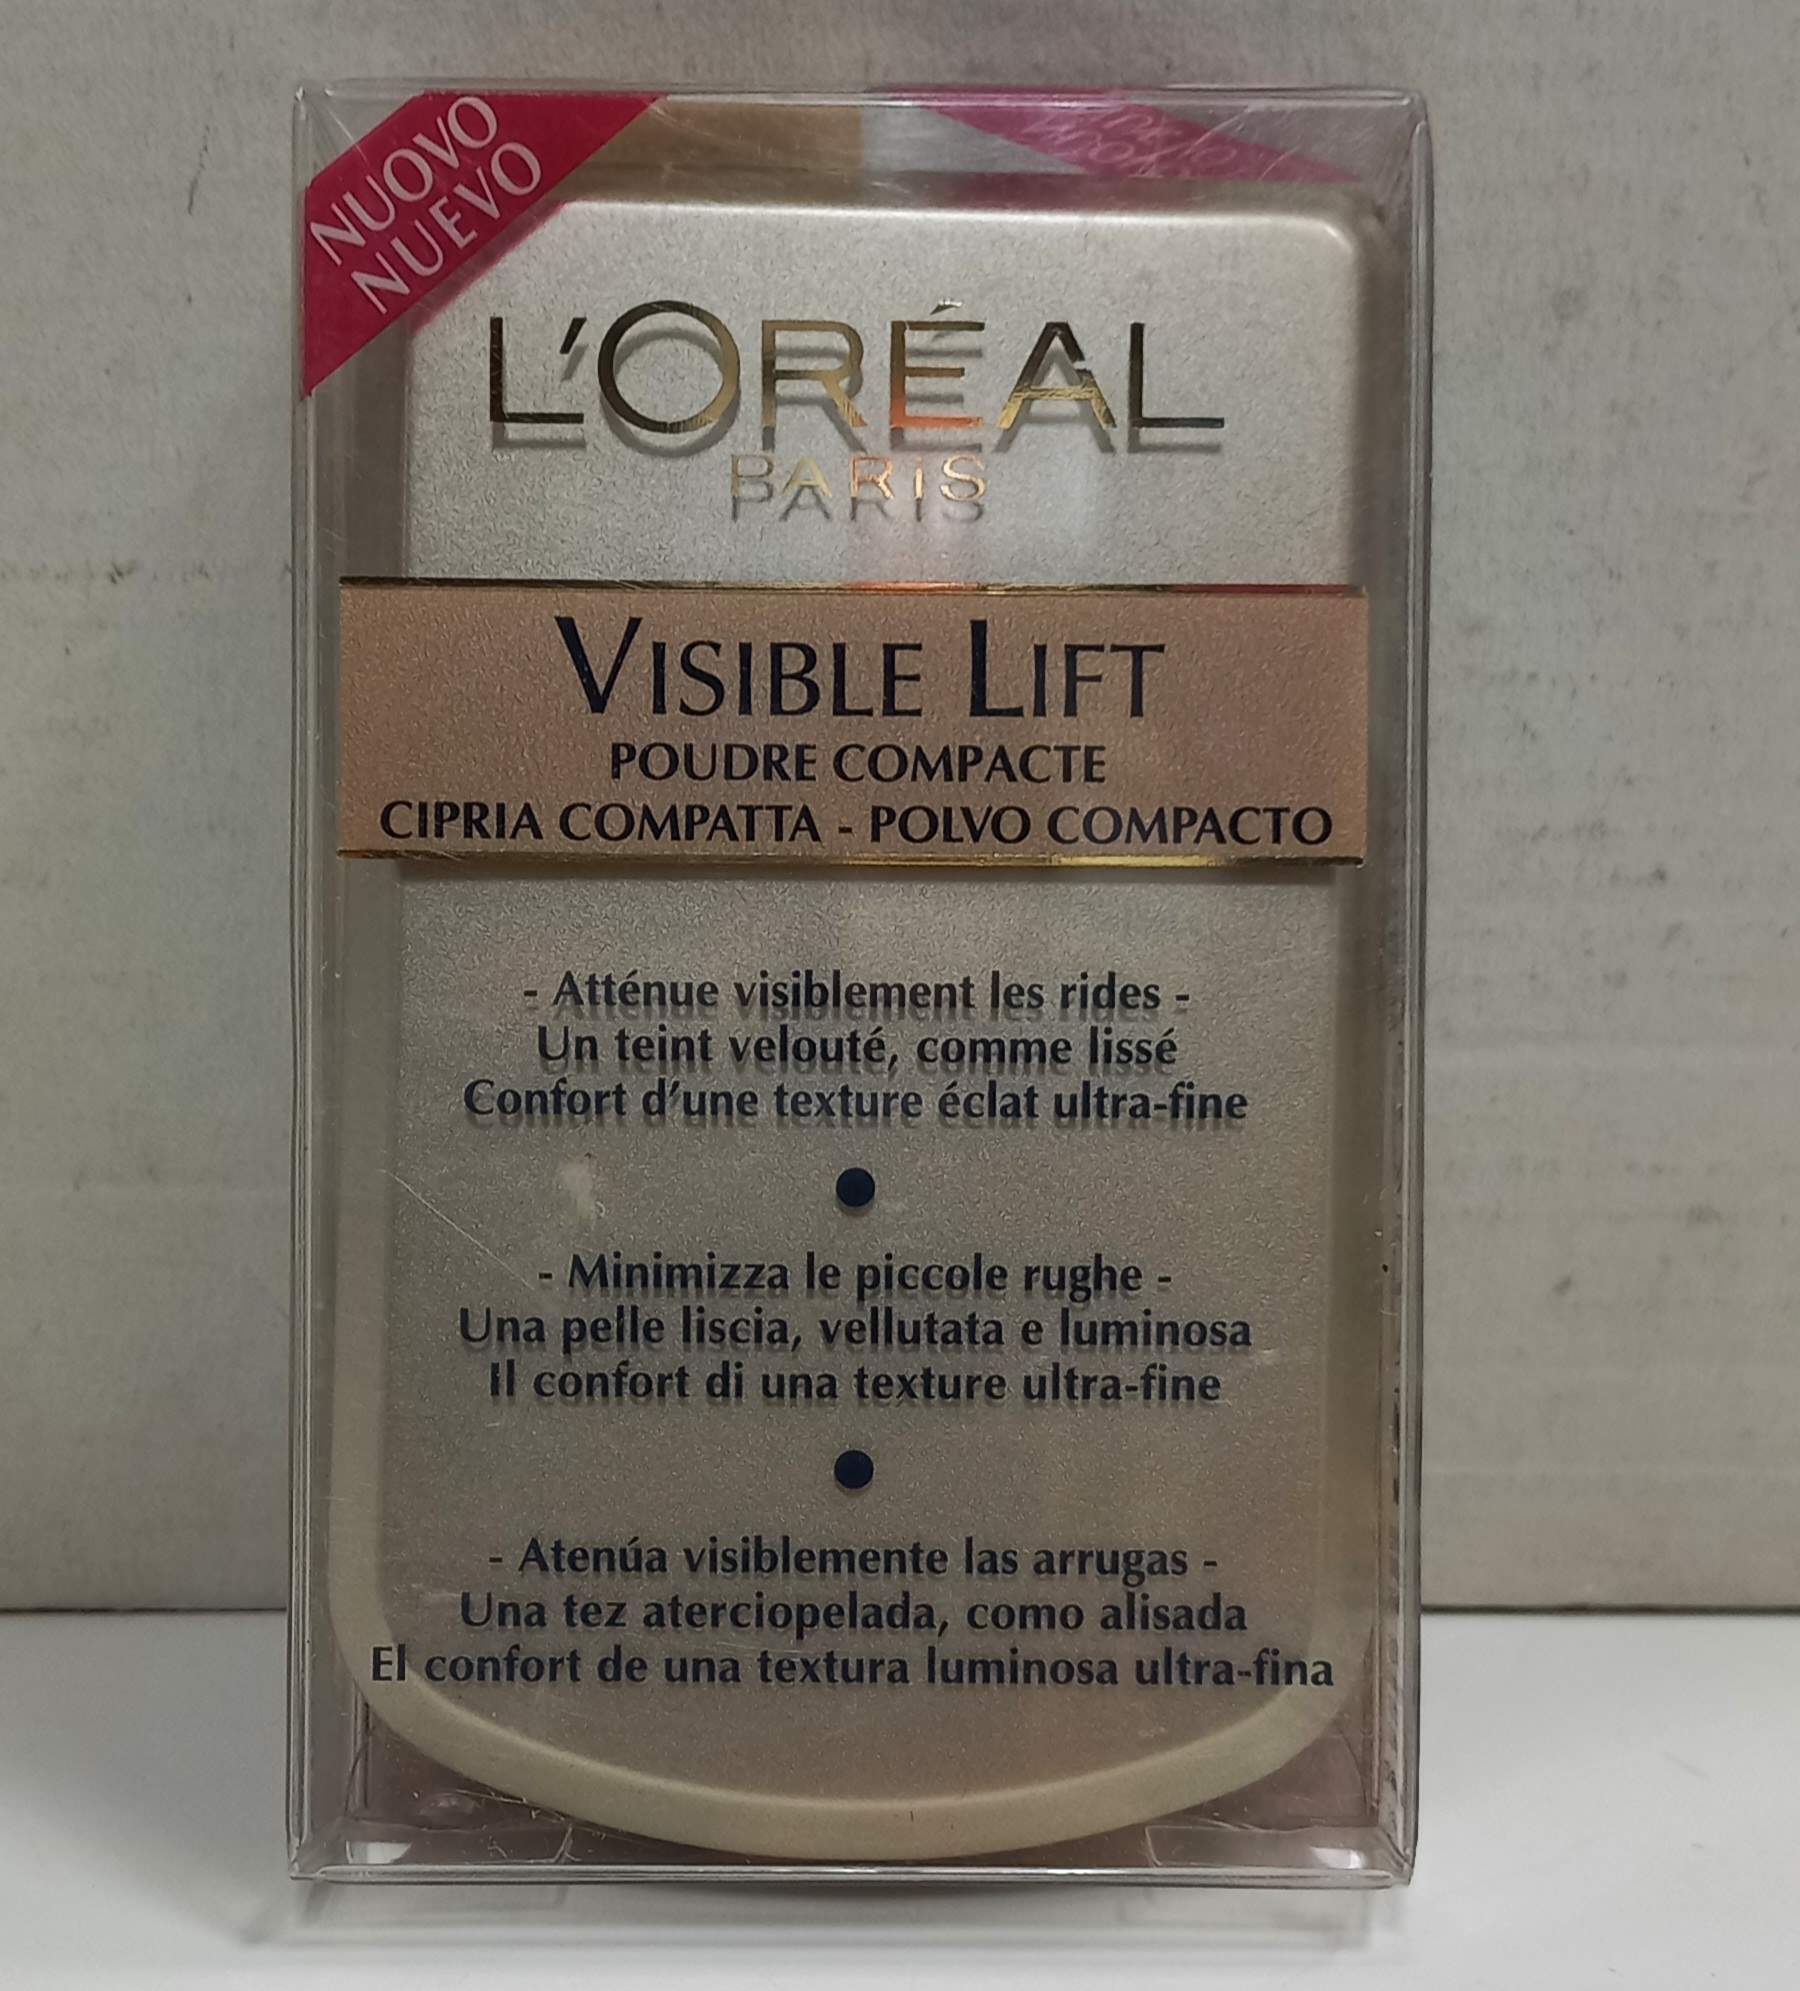 NUOVO
NUEVO
L'ORÉAL
PARIS
VISIBLE LIFT
POUDRE COMPACTE
CIPRIA COMPATTA - POLVO COMPACTO
- Atténue visiblement les rides -
Un teint velouté, comme lissé
Confort d'une texture éclat ultra-fine
- Minimizza le piccole rughe -
Una pelle liscia, vellutata e luminosa
Il confort di una texture ultra-fine
- Atenúa visiblemente las arrugas -
Una tez aterciopelada, como alisada
El confort de una textura luminosa ultra-fina